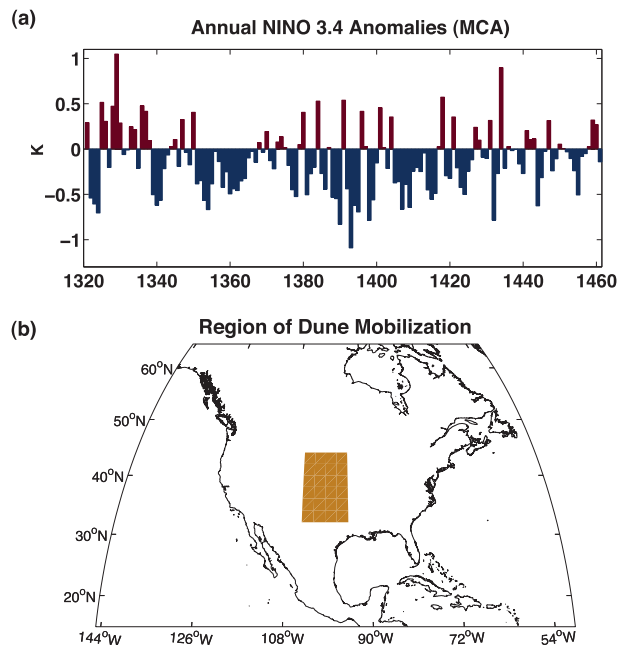 (a)
Annual NINO 3.4 Anomalies (MCA)
1
0.5
0
−0.5
−1
K
1320 1340 1360 1380 1400 1420 1440 1460
(b)
Region of Dune Mobilization
60°N
50°N
40°N
30°N
20°N
144°W 126°W 108°W 90°W 72°W 54°W